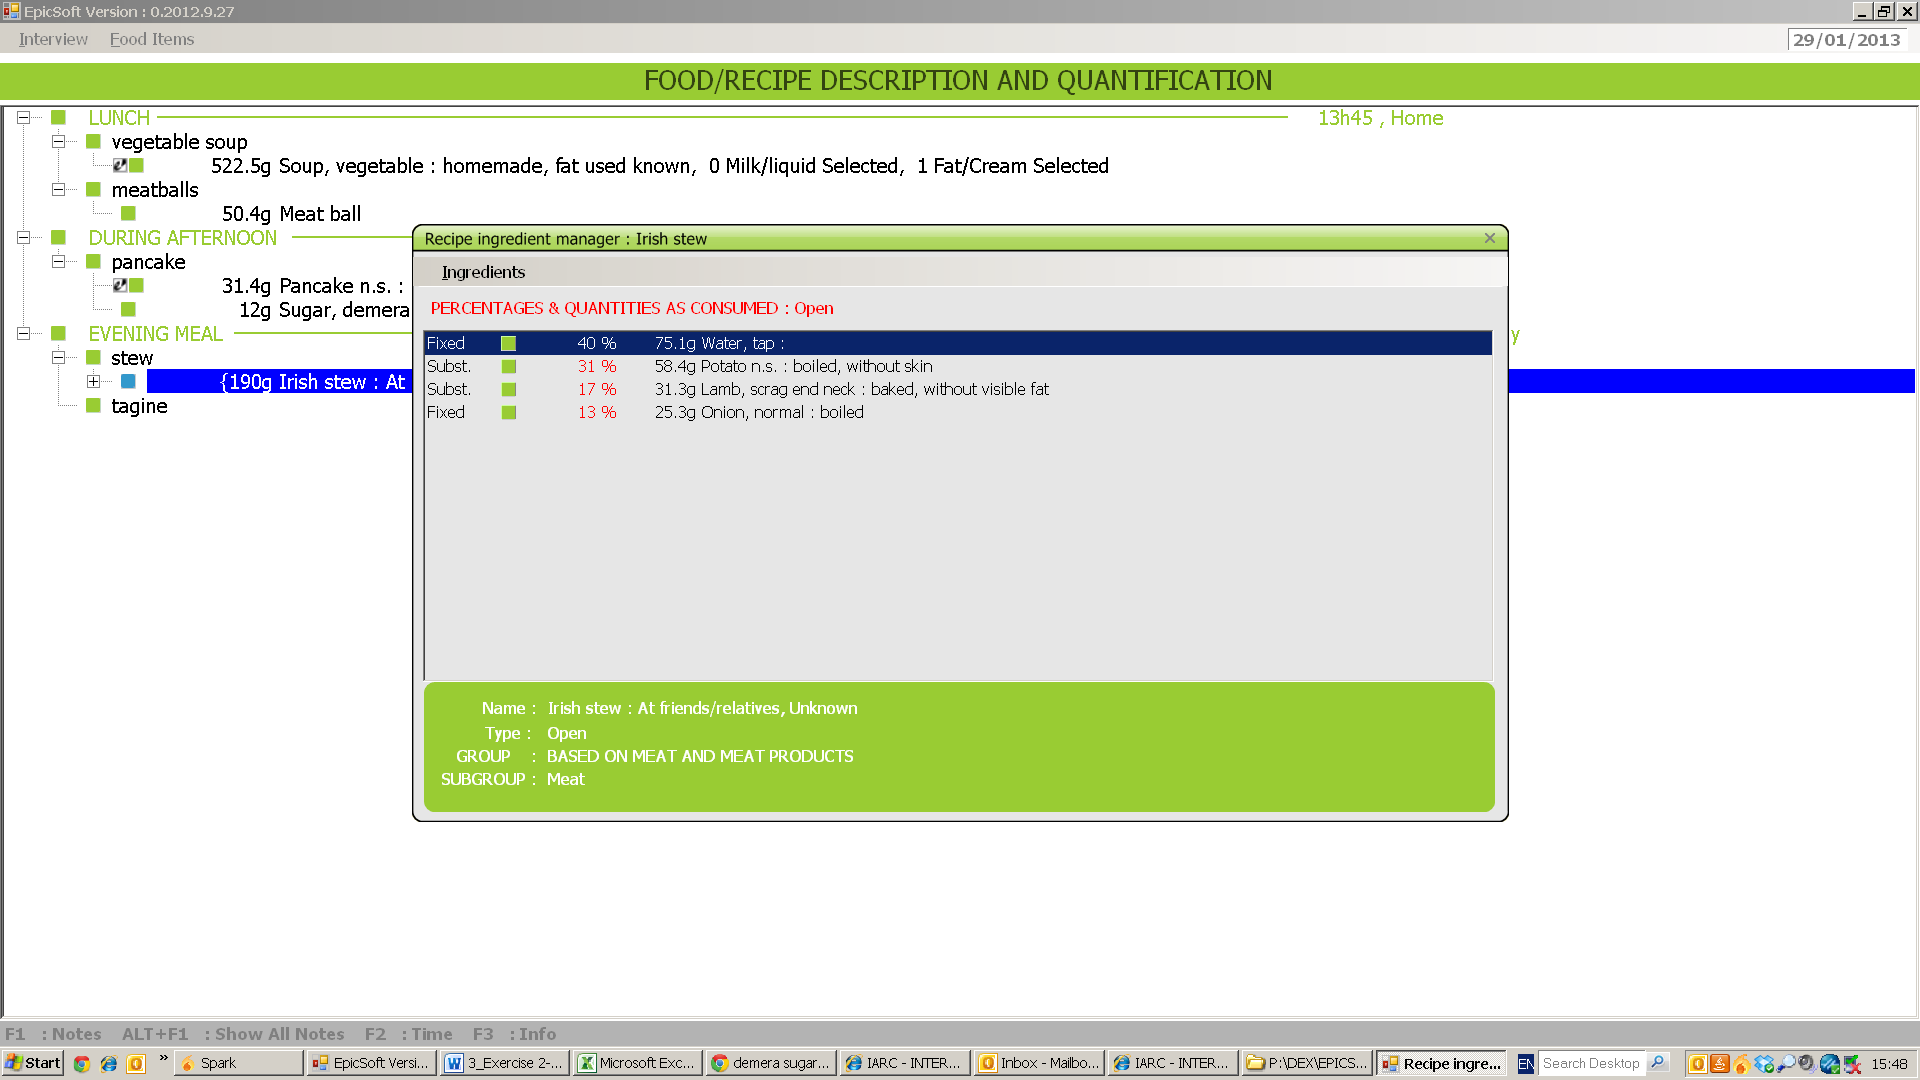 EpicSoft Version : 0.2012.9.27
Interview Food Items 29/01/2013
FOOD/RECIPE DESCRIPTION AND QUANTIFICATION
LUNCH 13h45 , Home
vegetable soup
522.5g Soup, vegetable : homemade, fat used known, 0 Milk/liquid Selected, 1 Fat/Cream Selected
meatballs
50.4g Meat ball
DURING AFTERNOON
pancake
31.4g Pancake n.s. :
12g Sugar, demera
EVENING MEAL y
stew
{190g Irish stew : At
tagine
Recipe ingredient manager : Irish stew
Ingredients
PERCENTAGES & QUANTITIES AS CONSUMED : Open
Fixed 40 % 75.1g Water, tap :
Subst. 31 % 58.4g Potato n.s. : boiled, without skin
Subst. 17 % 31.3g Lamb, scrag end neck : baked, without visible fat
Fixed 13 % 25.3g Onion, normal : boiled
Name : Irish stew : At friends/relatives, Unknown
Type : Open
GROUP : BASED ON MEAT AND MEAT PRODUCTS
SUBGROUP : Meat
F1 : Notes ALT+F1 : Show All Notes F2 : Time F3 : Info
Start » Spark EpicSoft Versi... 3_Exercise 2-... Microsoft Exc... demera sugar... IARC - INTER... Inbox - Mailbo... IARC - INTER... P:\DEX\EPICS... Recipe ingre... EN Search Desktop 15:48